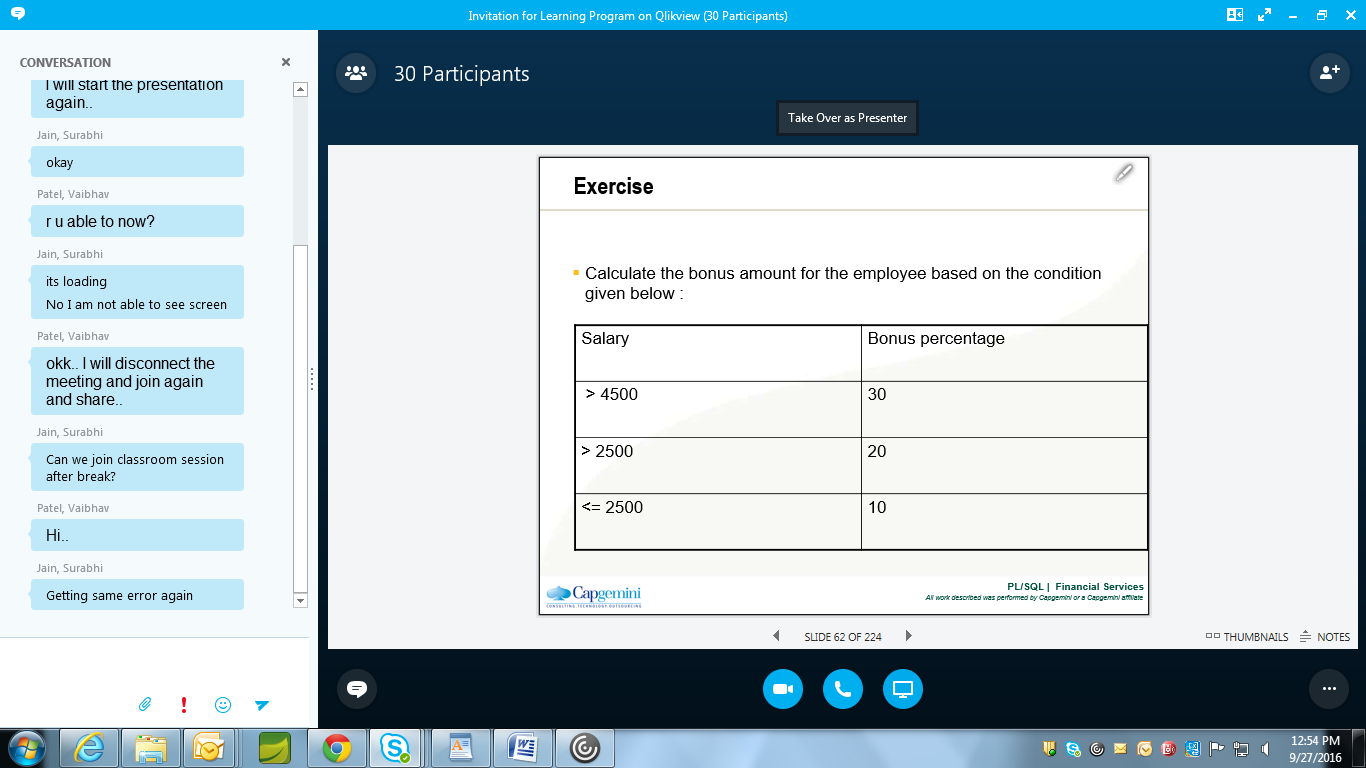 Invitation for Learning Program on Qlikview (30 Participants)
CONVERSATION
I will start the presentation
again..
Jain, Surabhi
okay
Patel, Vaibhav
r u able to now?
Jain, Surabhi
its loading
No I am not able to see screen
Patel, Vaibhav
okk.. I will disconnect the
meeting and join again
and share..
Jain, Surabhi
Can we join classroom session
after break?
Patel, Vaibhav
Hi..
Jain, Surabhi
Getting same error again
30 Participants
Take Over as Presenter
Exercise
Calculate the bonus amount for the employee based on the condition
given below :
Salary Bonus percentage
> 4500 30
> 2500 20
<= 2500 10
Capgemini
CONSULTING.TECHNOLOGY.OUTSOURCING
PL/SQL | Financial Services
All work described was performed by Capgemini or a Capgemini affiliate
SLIDE 62 OF 224
THUMBNAILS
NOTES
12:54 PM
9/27/2016